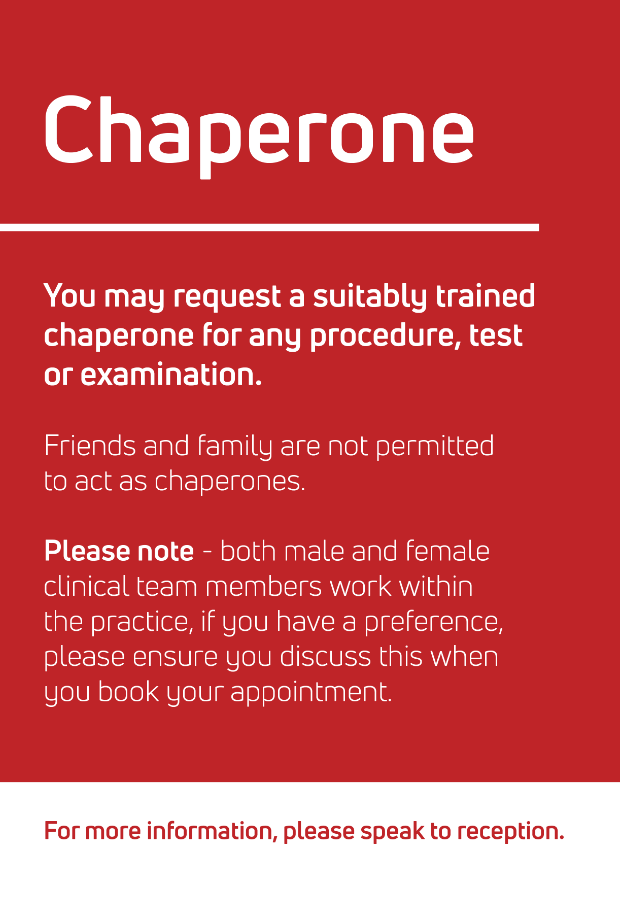 Chaperone
You may request a suitably trained
chaperone for any procedure, test
or examination.
Friends and family are not permitted
to act as chaperones.
Please note - both male and female
clinical team members work within
the practice, if you have a preference,
please ensure you discuss this when
you book your appointment.
For more information, please speak to reception.